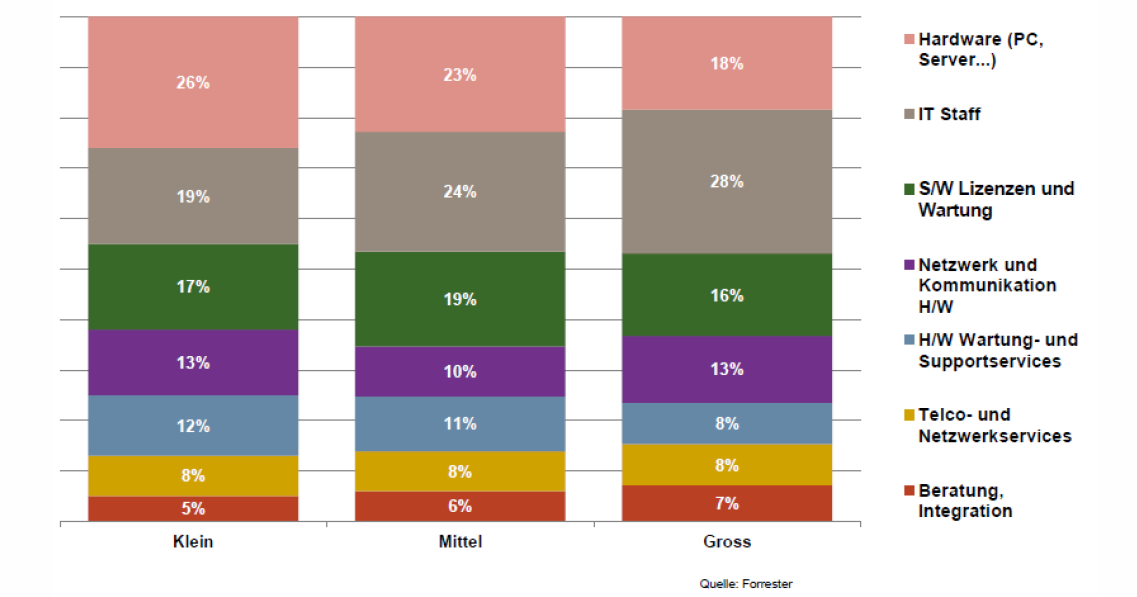 26%
23%
18%
19%
24%
28%
17%
19%
16%
13%
10%
13%
12%
11%
8%
8%
8%
8%
5%
6%
7%
Klein
Mittel
Gross
Hardware (PC,
Server...)
IT Staff
S/W Lizenzen und
Wartung
Netzwerk und
Kommunikation
H/W
H/W Wartung- und
Supportservices
Telco- und
Netzwerkservices
Beratung,
Integration
Quelle: Forrester